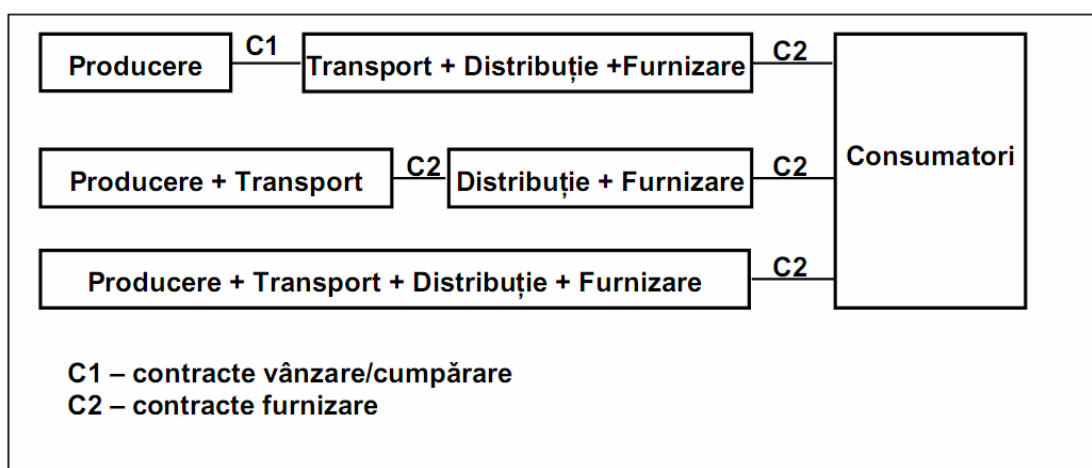 Producere C1 Transport + Distribuție +Furnizare C2
Consumatori
Producere + Transport C2 Distribuție + Furnizare C2
Producere + Transport + Distribuție + Furnizare C2
C1 – contracte vânzare/cumpărare
C2 – contracte furnizare